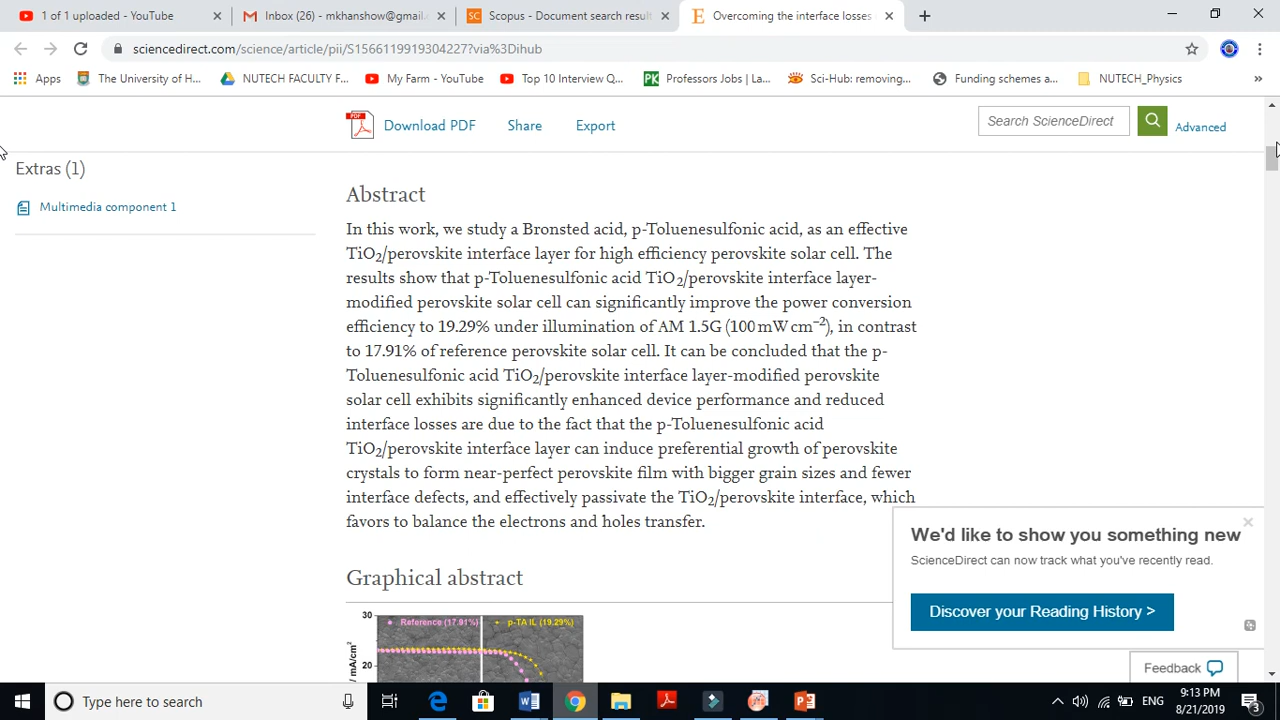 1 of 1 uploaded - YouTube
Inbox (26) - mkhanshow@gmail.
Scopus - Document search result
Overcoming the interface losses
sciencedirect.com/science/article/pii/S1566119919304227?via%3Dihub
Apps
The University of H...
NUTECH FACULTY F...
My Farm - YouTube
Top 10 Interview Q...
Professors Jobs | La...
Sci-Hub: removing...
Funding schemes a...
NUTECH_Physics
»
PDF
Download PDF
Share
Export
Search ScienceDirect
Advanced
Extras (1)
Multimedia component 1
Abstract
In this work, we study a Bronsted acid, p-Toluenesulfonic acid, as an effective
TiO₂/perovskite interface layer for high efficiency perovskite solar cell. The
results show that p-Toluenesulfonic acid TiO₂/perovskite interface layer-
modified perovskite solar cell can significantly improve the power conversion
efficiency to 19.29% under illumination of AM 1.5G (100 mW cm⁻²), in contrast
to 17.91% of reference perovskite solar cell. It can be concluded that the p-
Toluenesulfonic acid TiO₂/perovskite interface layer-modified perovskite
solar cell exhibits significantly enhanced device performance and reduced
interface losses are due to the fact that the p-Toluenesulfonic acid
TiO₂/perovskite interface layer can induce preferential growth of perovskite
crystals to form near-perfect perovskite film with bigger grain sizes and fewer
interface defects, and effectively passivate the TiO₂/perovskite interface, which
favors to balance the electrons and holes transfer.
Graphical abstract
30
20
mA/cm²
Reference (17.91%)
p-TA IL (19.29%)
We'd like to show you something new
ScienceDirect can now track what you've recently read.
Discover your Reading History >
Feedback
Type here to search
ENG
9:13 PM
8/21/2019
3